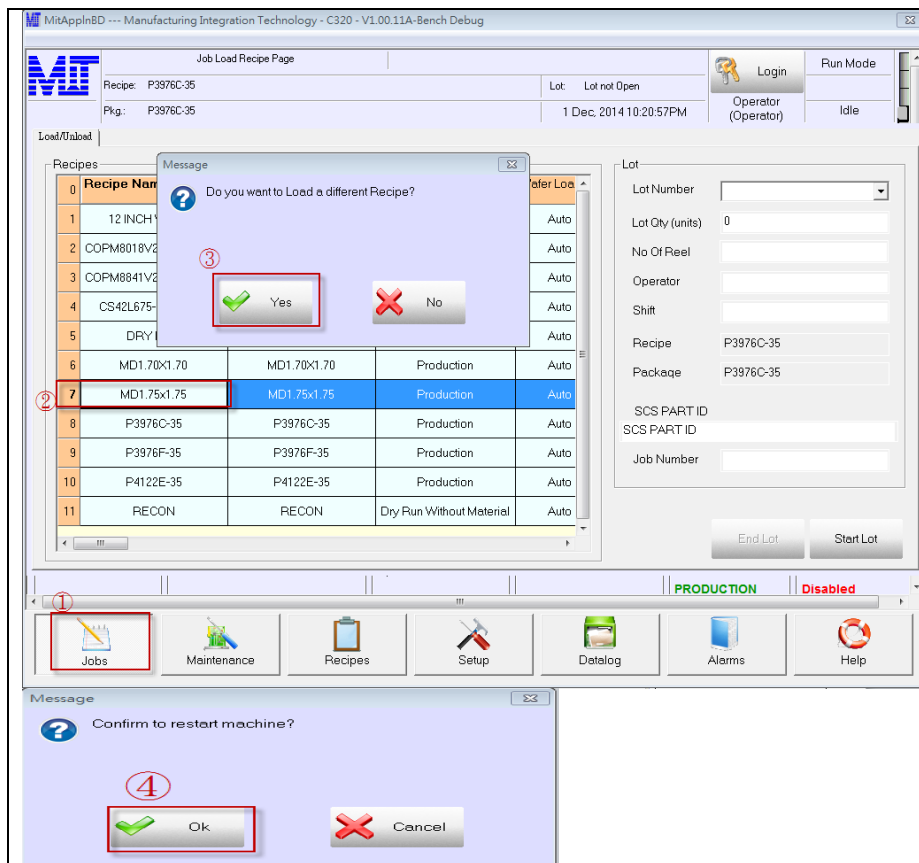 MitApplnBD --- Manufacturing Integration Technology - C320 - V1.00.11A-Bench Debug
MIT
Job Load Recipe Page
Recipe: P3976C-35
Lot: Lot not Open
Pkg.: P3976C-35
1 Dec, 2014 10:20:57PM
Login
Operator
(Operator)
Run Mode
Idle
Load/Unload
Recipes
0 Recipe Nam
afer Loa
1 12 INCH Auto
2 COPM8018V2 Auto
3 COPM8841V2 Auto
4 CS42L675- Auto
5 DRY Auto
6 MD1.70X1.70 MD1.70X1.70 Production Auto
② 7 MD1.75x1.75 MD1.75x1.75 Production Auto
8 P3976C-35 P3976C-35 Production Auto
9 P3976F-35 P3976F-35 Production Auto
10 P4122E-35 P4122E-35 Production Auto
11 RECON RECON Dry Run Without Material Auto
Message
Do you want to Load a different Recipe?
③
Yes No
Lot
Lot Number
Lot Qty (units) 0
No Of Reel
Operator
Shift
Recipe P3976C-35
Package P3976C-35
SCS PART ID
SCS PART ID
Job Number
End Lot Start Lot
PRODUCTION Disabled
①
Jobs Maintenance Recipes Setup Datalog Alarms Help
Message
Confirm to restart machine?
④
Ok Cancel